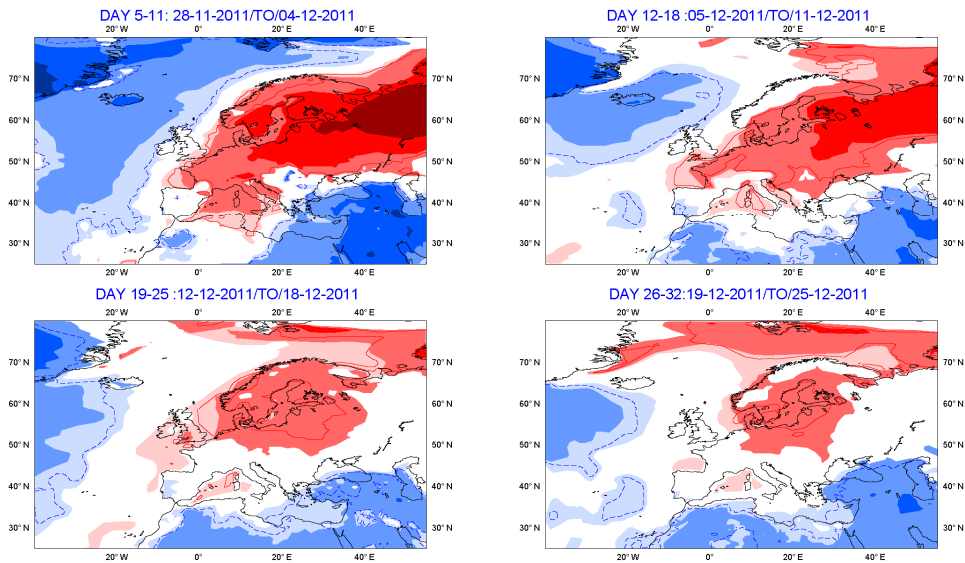 DAY 5-11: 28-11-2011/TO/04-12-2011
DAY 12-18 :05-12-2011/TO/11-12-2011
20°W 0° 20°E 40°E
20°W 0° 20°E 40°E
70°N
70°N
60°N
60°N
50°N
50°N
40°N
40°N
30°N
30°N
70°N
70°N
60°N
60°N
50°N
50°N
40°N
40°N
30°N
30°N
20°W 0° 20°E 40°E
20°W 0° 20°E 40°E
DAY 19-25 :12-12-2011/TO/18-12-2011
DAY 26-32:19-12-2011/TO/25-12-2011
20°W 0° 20°E 40°E
20°W 0° 20°E 40°E
70°N
70°N
60°N
60°N
50°N
50°N
40°N
40°N
30°N
30°N
70°N
70°N
60°N
60°N
50°N
50°N
40°N
40°N
30°N
30°N
20°W 0° 20°E 40°E
20°W 0° 20°E 40°E